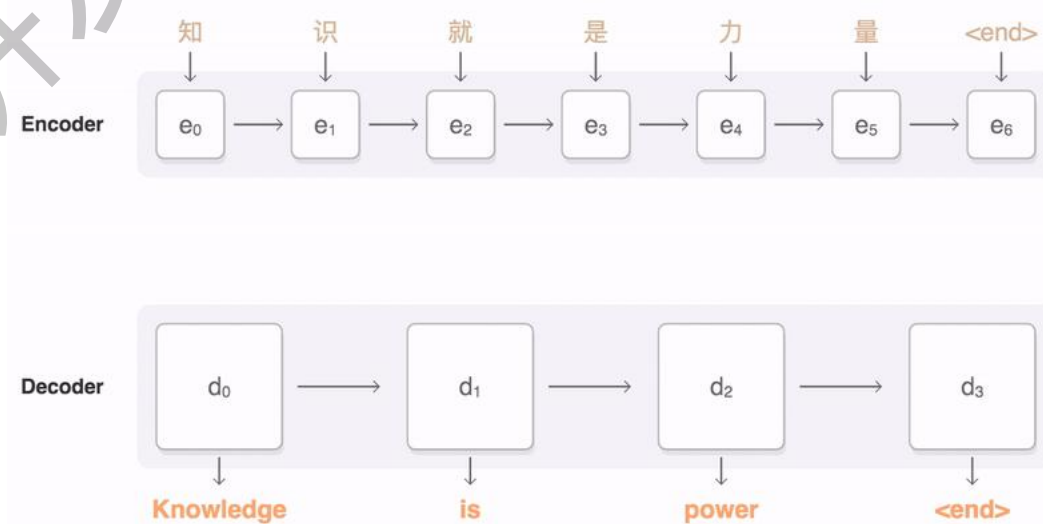 知 识 就 是 力 量 <end>
Encoder e₀ e₁ e₂ e₃ e₄ e₅ e₆
Decoder d₀ d₁ d₂ d₃
Knowledge is power <end>